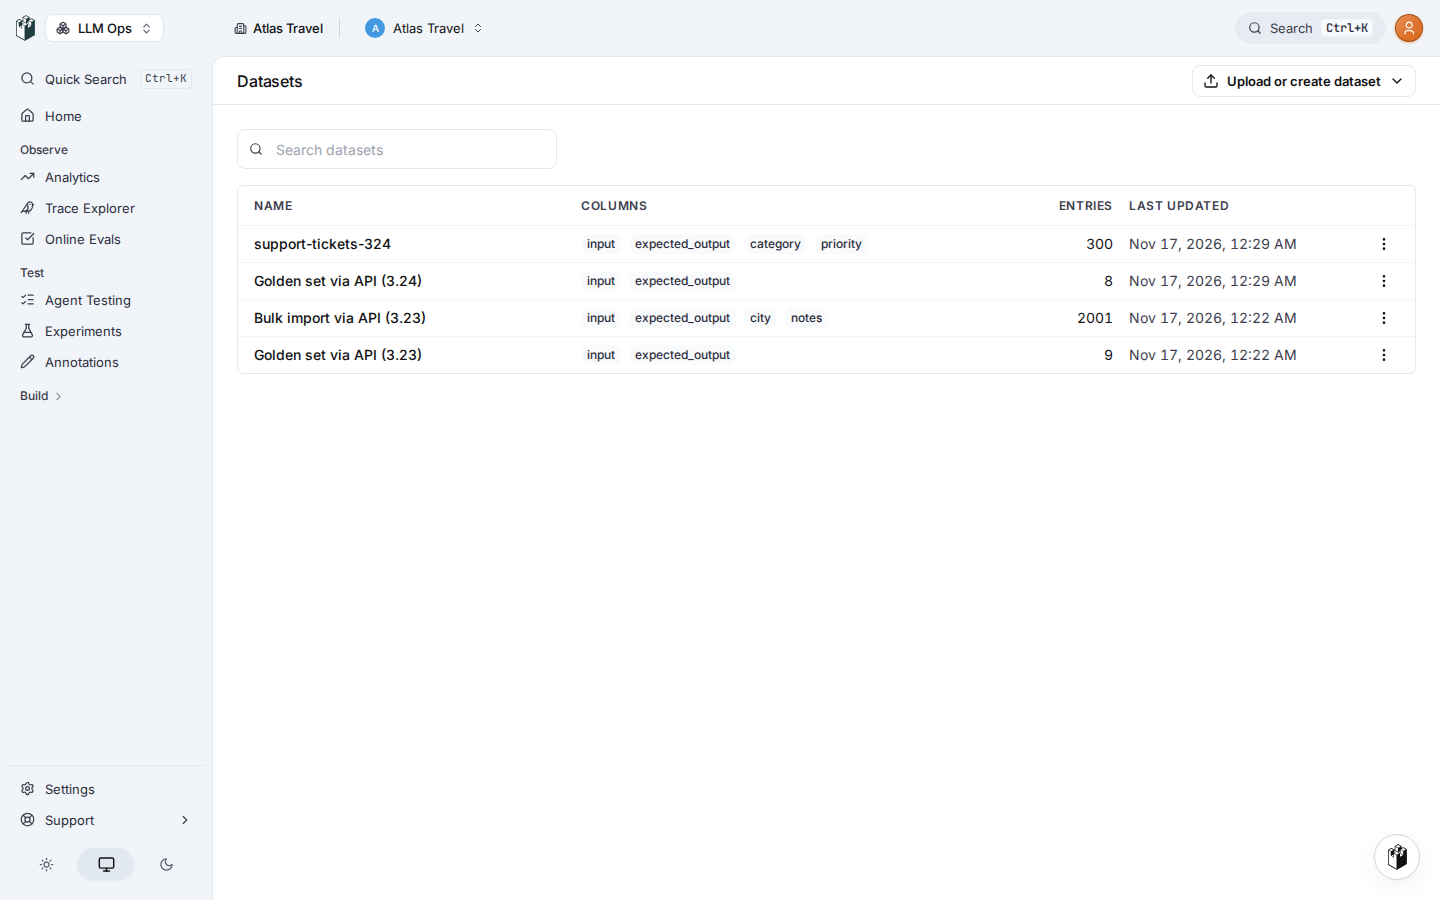 LLM Ops
Atlas Travel
A Atlas Travel
Search Ctrl+K
Quick Search Ctrl+K
Home
Observe
Analytics
Trace Explorer
Online Evals
Test
Agent Testing
Experiments
Annotations
Build
Settings
Support
Datasets
Upload or create dataset
Search datasets
NAME COLUMNS ENTRIES LAST UPDATED
support-tickets-324 input expected_output category priority 300 Nov 17, 2026, 12:29 AM
Golden set via API (3.24) input expected_output 8 Nov 17, 2026, 12:29 AM
Bulk import via API (3.23) input expected_output city notes 2001 Nov 17, 2026, 12:22 AM
Golden set via API (3.23) input expected_output 9 Nov 17, 2026, 12:22 AM